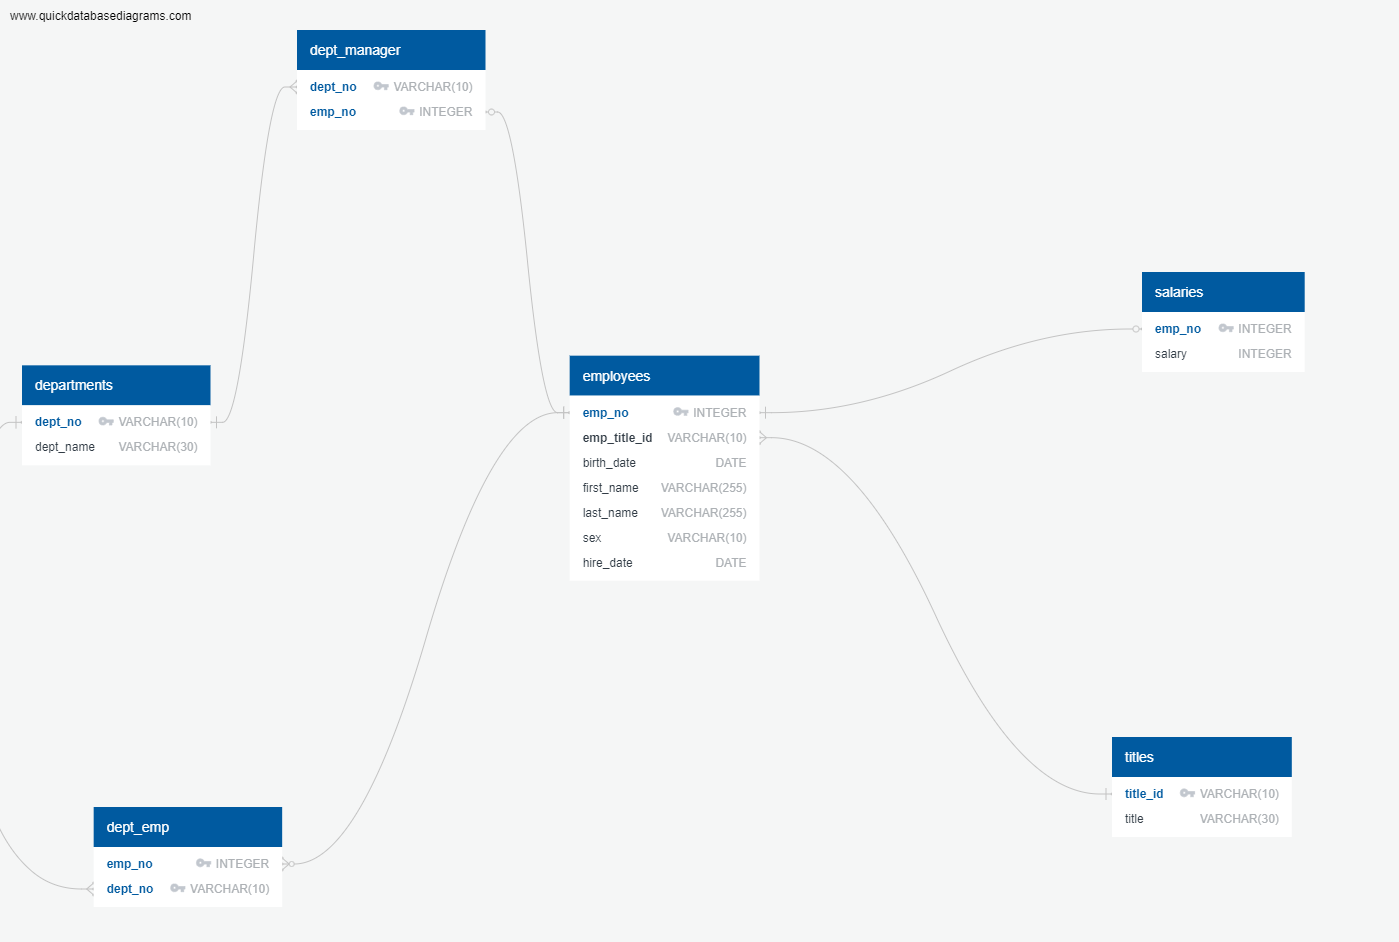 www.quickdatabasediagrams.com
dept_manager
dept_no VARCHAR(10)
emp_no INTEGER
departments
dept_no VARCHAR(10)
dept_name VARCHAR(30)
employees
emp_no INTEGER
emp_title_id VARCHAR(10)
birth_date DATE
first_name VARCHAR(255)
last_name VARCHAR(255)
sex VARCHAR(10)
hire_date DATE
salaries
emp_no INTEGER
salary INTEGER
titles
title_id VARCHAR(10)
title VARCHAR(30)
dept_emp
emp_no INTEGER
dept_no VARCHAR(10)